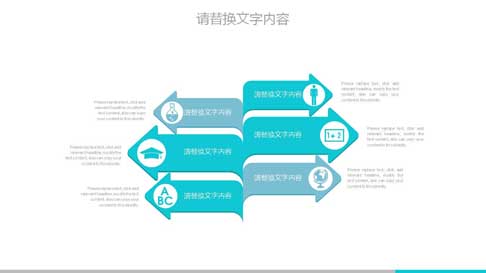 请替换文字内容
请替换文字内容
Please replace text, click add
relevant headline, modify the
text content, also can copy your
content to this directly.
Please replace text, click add
relevant headline, modify the
text content, also can copy your
content to this directly.
请替换文字内容
请替换文字内容
1+2
Please replace text, click add
relevant headline, modify the
text content, also can copy your
content to this directly.
Please replace text, click add
relevant headline, modify the
text content, also can copy your
content to this directly.
请替换文字内容
请替换文字内容
Please replace text, click add
relevant headline, modify the
text content, also can copy your
content to this directly.
Please replace text, click add
relevant headline, modify the
text content, also can copy your
content to this directly.
A
BC
请替换文字内容